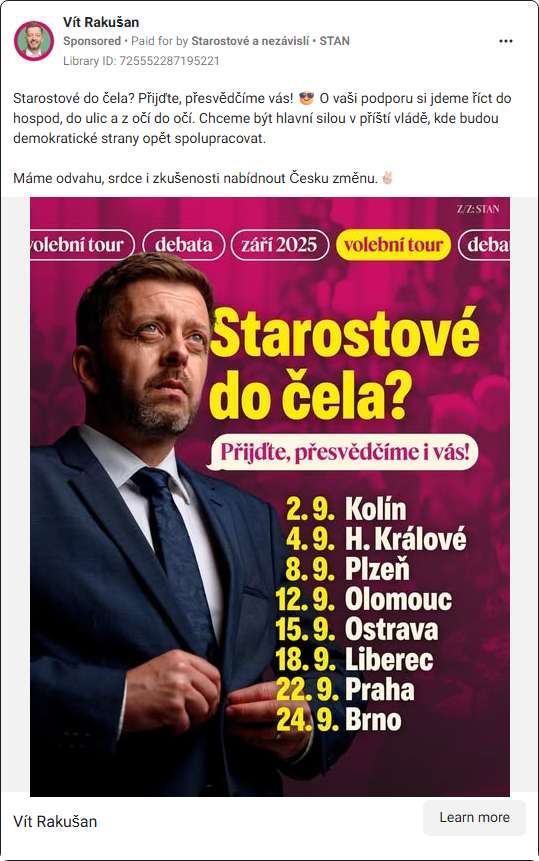 Vít Rakušan
Sponsored • Paid for by Starostové a nezávislí • STAN
Library ID: 725552287195221
Starostové do čela? Přijďte, přesvědčíme vás! 😎 O vaši podporu si jdeme říct do
hospod, do ulic a z očí do očí. Chceme být hlavní silou v příští vládě, kde budou
demokratické strany opět spolupracovat.
Máme odvahu, srdce i zkušenosti nabídnout Česku změnu.✌🏻
Z/Z: STAN
volební tour debata září 2025 volební tour deba
Starostové
do čela?
Přijďte, přesvědčíme i vás!
2. 9. Kolín
4. 9. H. Králové
8. 9. Plzeň
12. 9. Olomouc
15. 9. Ostrava
18. 9. Liberec
22. 9. Praha
24. 9. Brno
Vít Rakušan
Learn more